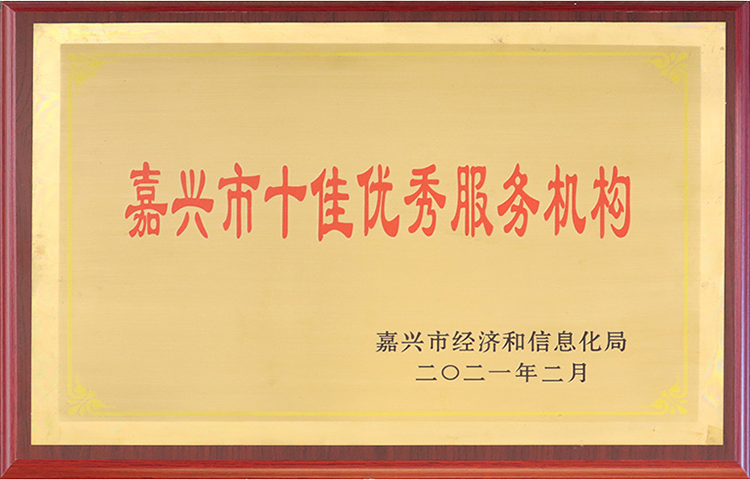 嘉兴市十佳优秀服务机构
嘉兴市经济和信息化局
二〇二一年二月